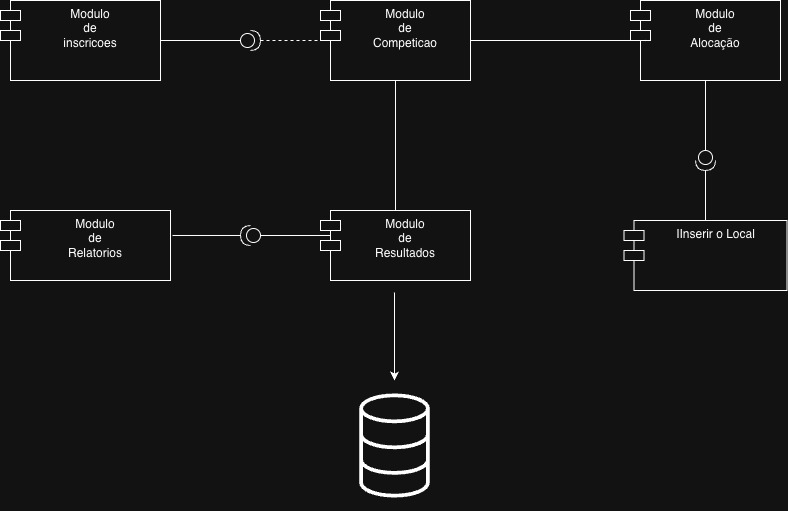 Modulo
de
inscricoes
Modulo
de
Competicao
Modulo
de
Alocação
Modulo
de
Relatorios
Modulo
de
Resultados
IInserir o Local